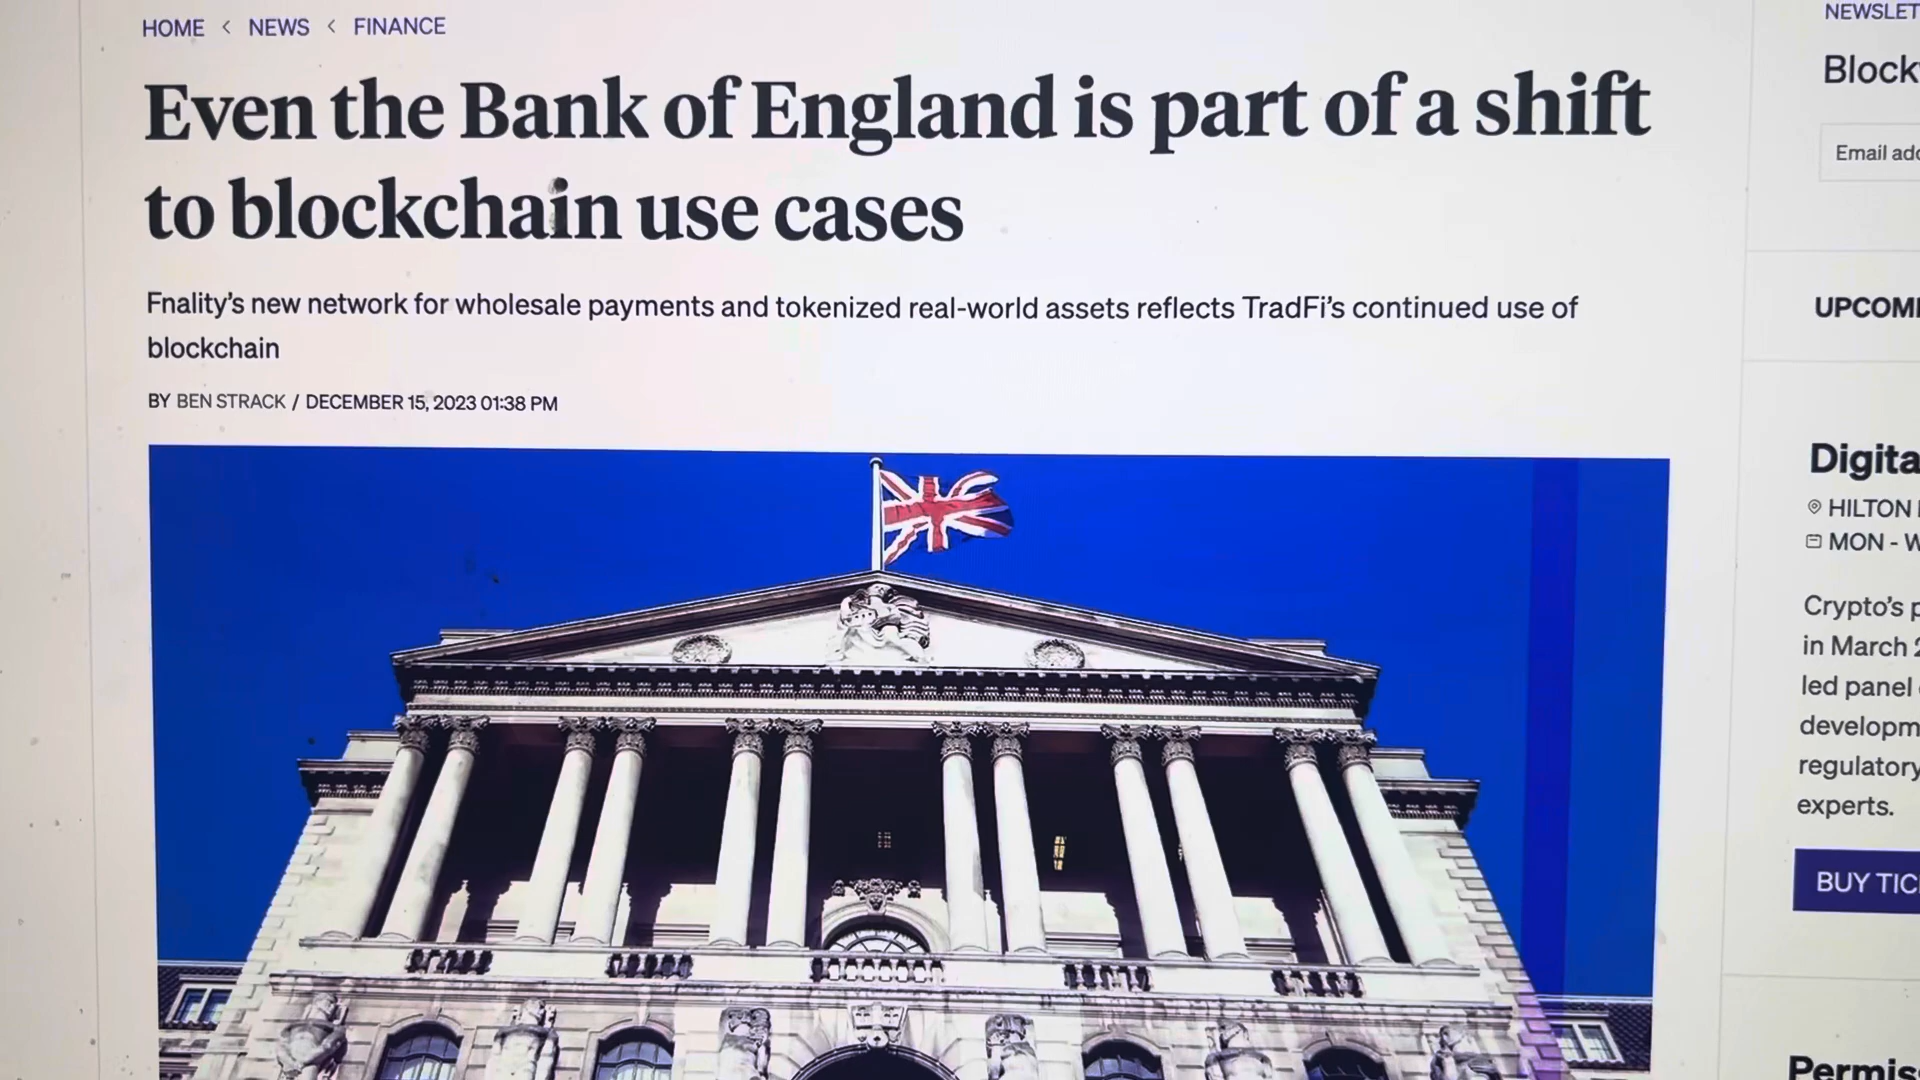 HOME < NEWS < FINANCE
Even the Bank of England is part of a shift
to blockchain use cases
Fnality's new network for wholesale payments and tokenized real-world assets reflects TradFi's continued use of
blockchain
BY BEN STRACK / DECEMBER 15, 2023 01:38 PM
NEWSLET
Block
Email add
UPCOMI
Digita
HILTON
MON - W
Crypto's p
in March 2
led panel
developm
regulatory
experts.
BUY TIC
Permis